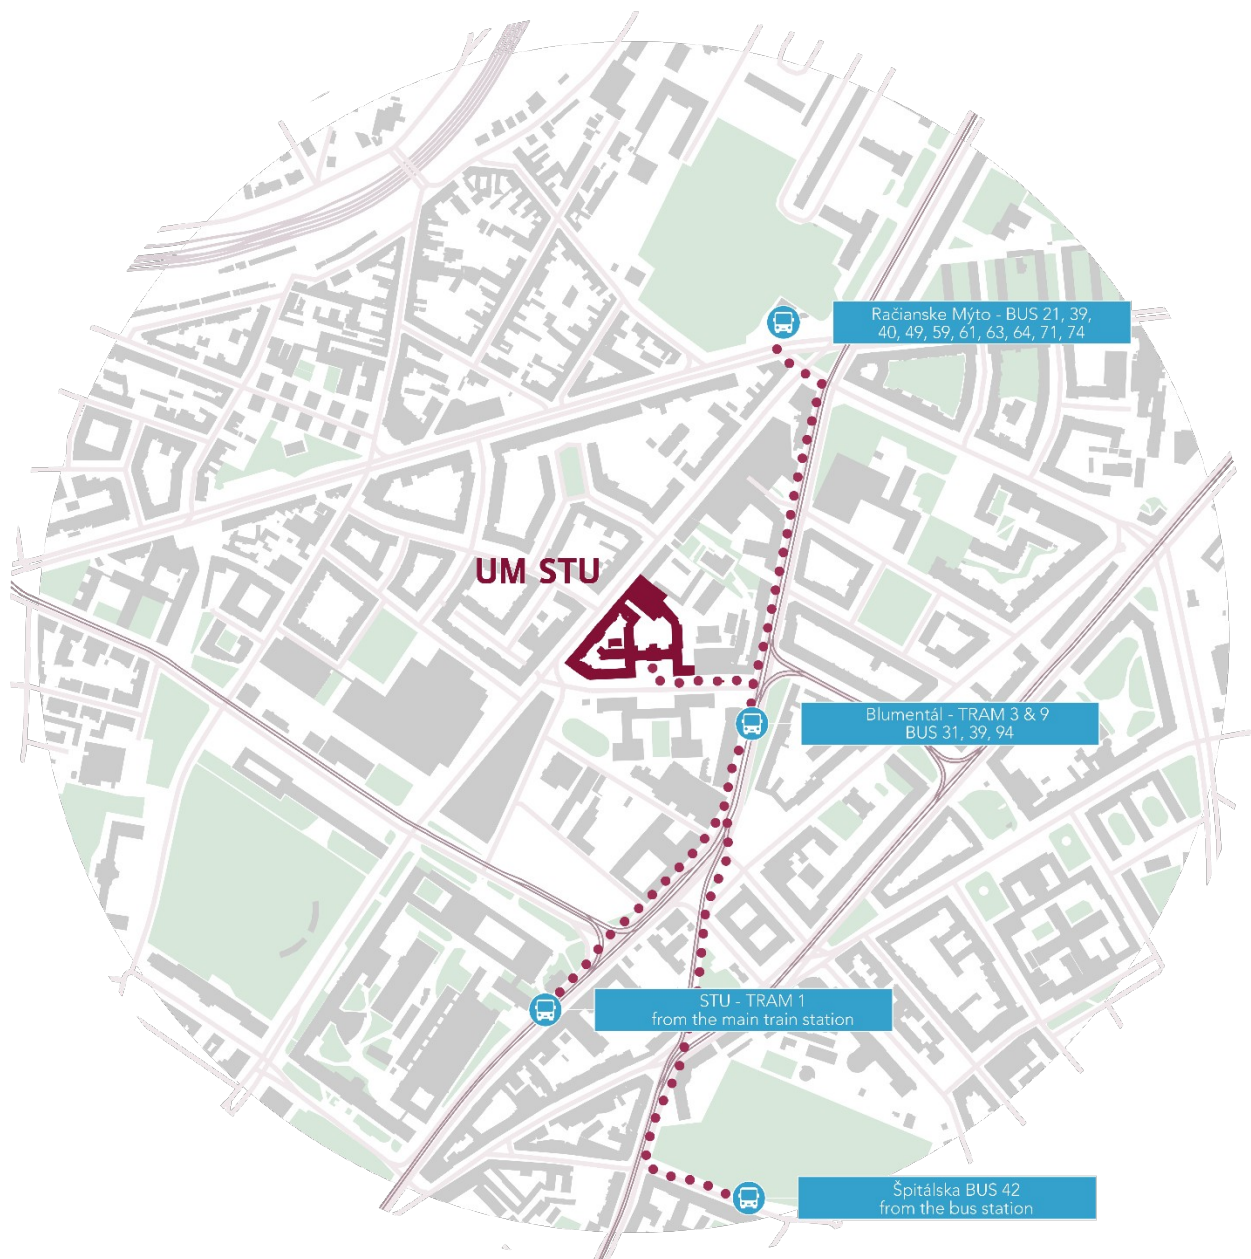 Račianske Mýto - BUS 21, 39,
40, 49, 59, 61, 63, 64, 71, 74
UM STU
Blumentál - TRAM 3 & 9
BUS 31, 39, 94
STU - TRAM 1
from the main train station
Špitálska BUS 42
from the bus station